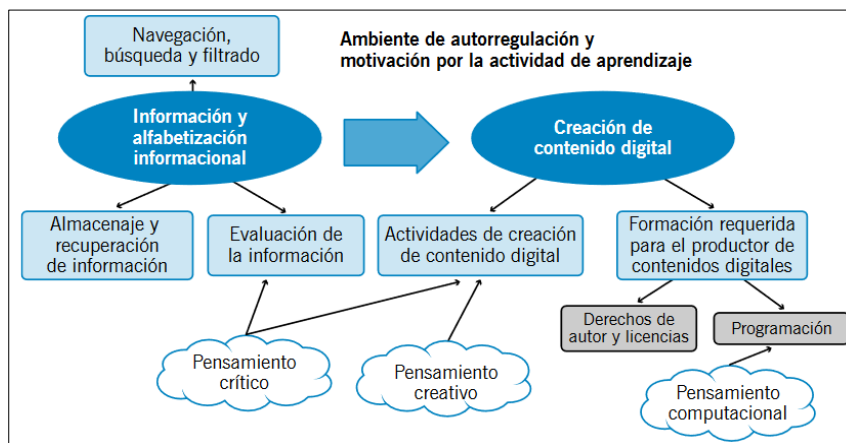 Navegación,
búsqueda y filtrado
Ambiente de autorregulación y
motivación por la actividad de aprendizaje
Información y
alfabetización
informacional
Creación de
contenido digital
Almacenaje y
recuperación
de información
Evaluación de
la información
Actividades de creación
de contenido digital
Formación requerida
para el productor de
contenidos digitales
Derechos de
autor y licencias
Programación
Pensamiento
crítico
Pensamiento
creativo
Pensamiento
computacional